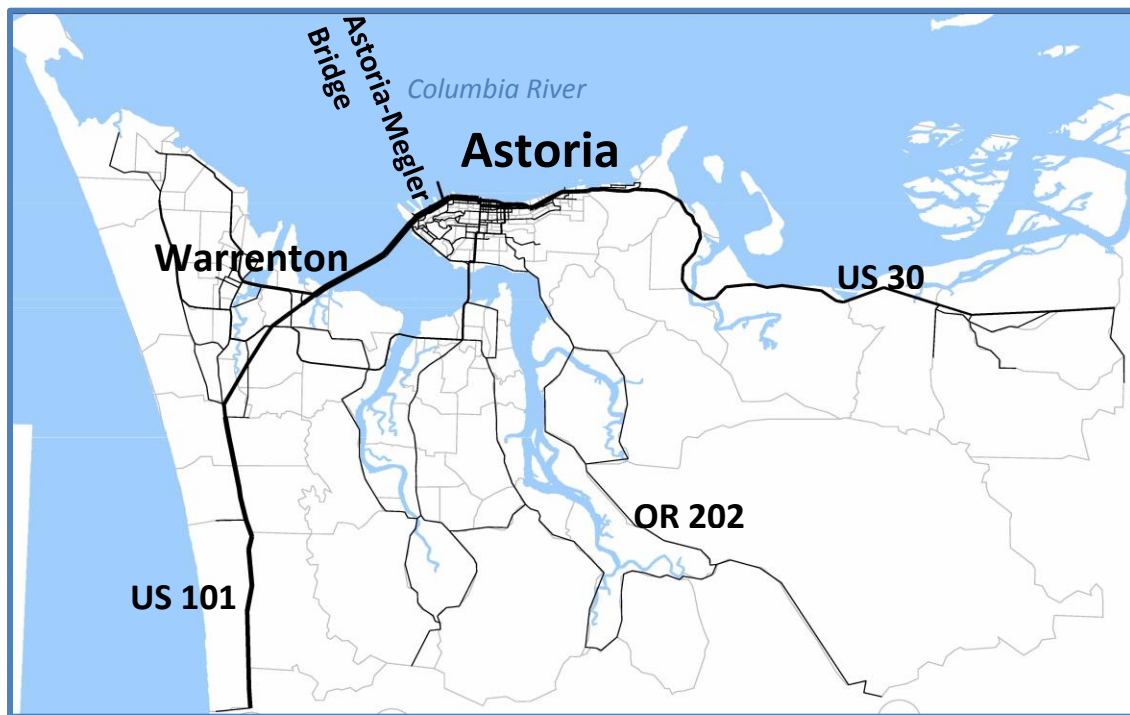 Astoria-Megler
Bridge
Columbia River
Astoria
Warrenton
US 30
OR 202
US 101